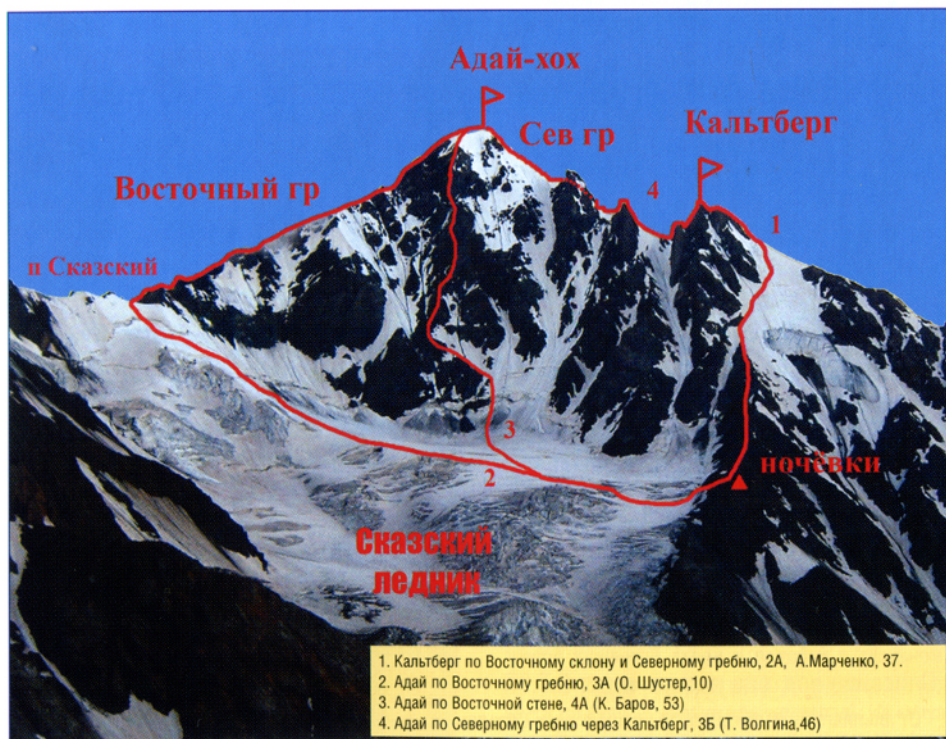 Адай-хох
Сев гр
Кальтберг
Восточный гр
4
1
п Сказский
3
2
ночёвки
Сказский
ледник
1. Кальтберг по Восточному склону и Северному гребню, 2А, А.Марченко, 37.
2. Адай по Восточному гребню, 3А (О. Шустер,10)
3. Адай по Восточной стене, 4А (К. Баров, 53)
4. Адай по Северному гребню через Кальтберг, 3Б (Т. Волгина,46)